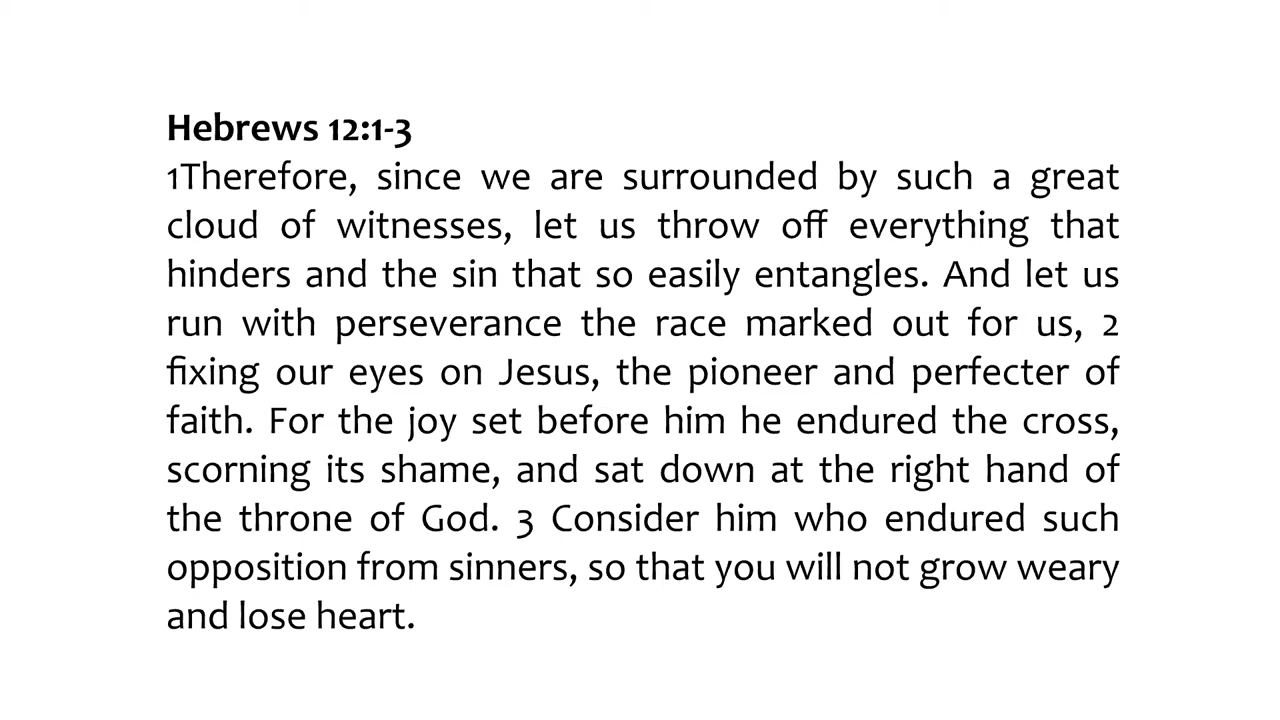 Hebrews 12:1-3
1Therefore, since we are surrounded by such a great
cloud of witnesses, let us throw off everything that
hinders and the sin that so easily entangles. And let us
run with perseverance the race marked out for us, 2
fixing our eyes on Jesus, the pioneer and perfecter of
faith. For the joy set before him he endured the cross,
scorning its shame, and sat down at the right hand of
the throne of God. 3 Consider him who endured such
opposition from sinners, so that you will not grow weary
and lose heart.